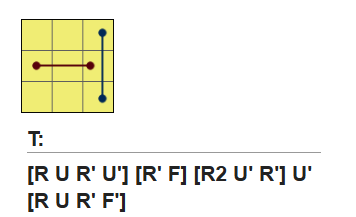 T:
[R U R' U'] [R' F] [R2 U' R'] U'
[R U R' F']